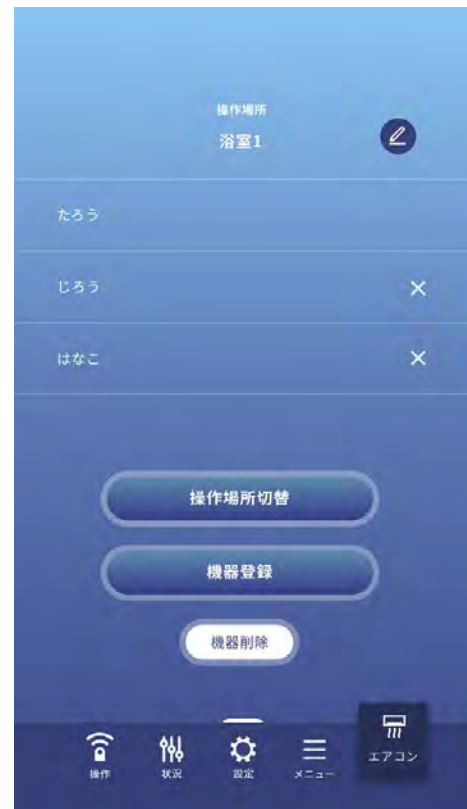 操作場所
浴室1
たろう
じろう
はなこ
操作場所切替
機器登録
機器削除
操作
状況
設定
メニュー
エアコン